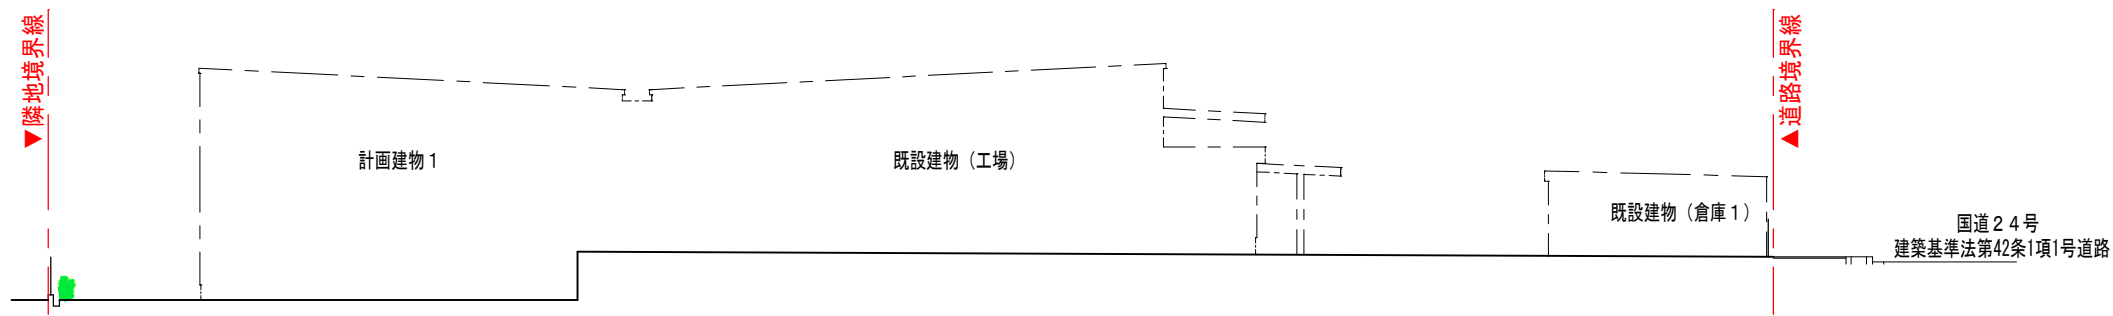 ▼隣地境界線
計画建物１
既設建物（工場）
既設建物（倉庫１）
▲道路境界線
国道２４号
建築基準法第42条1項1号道路